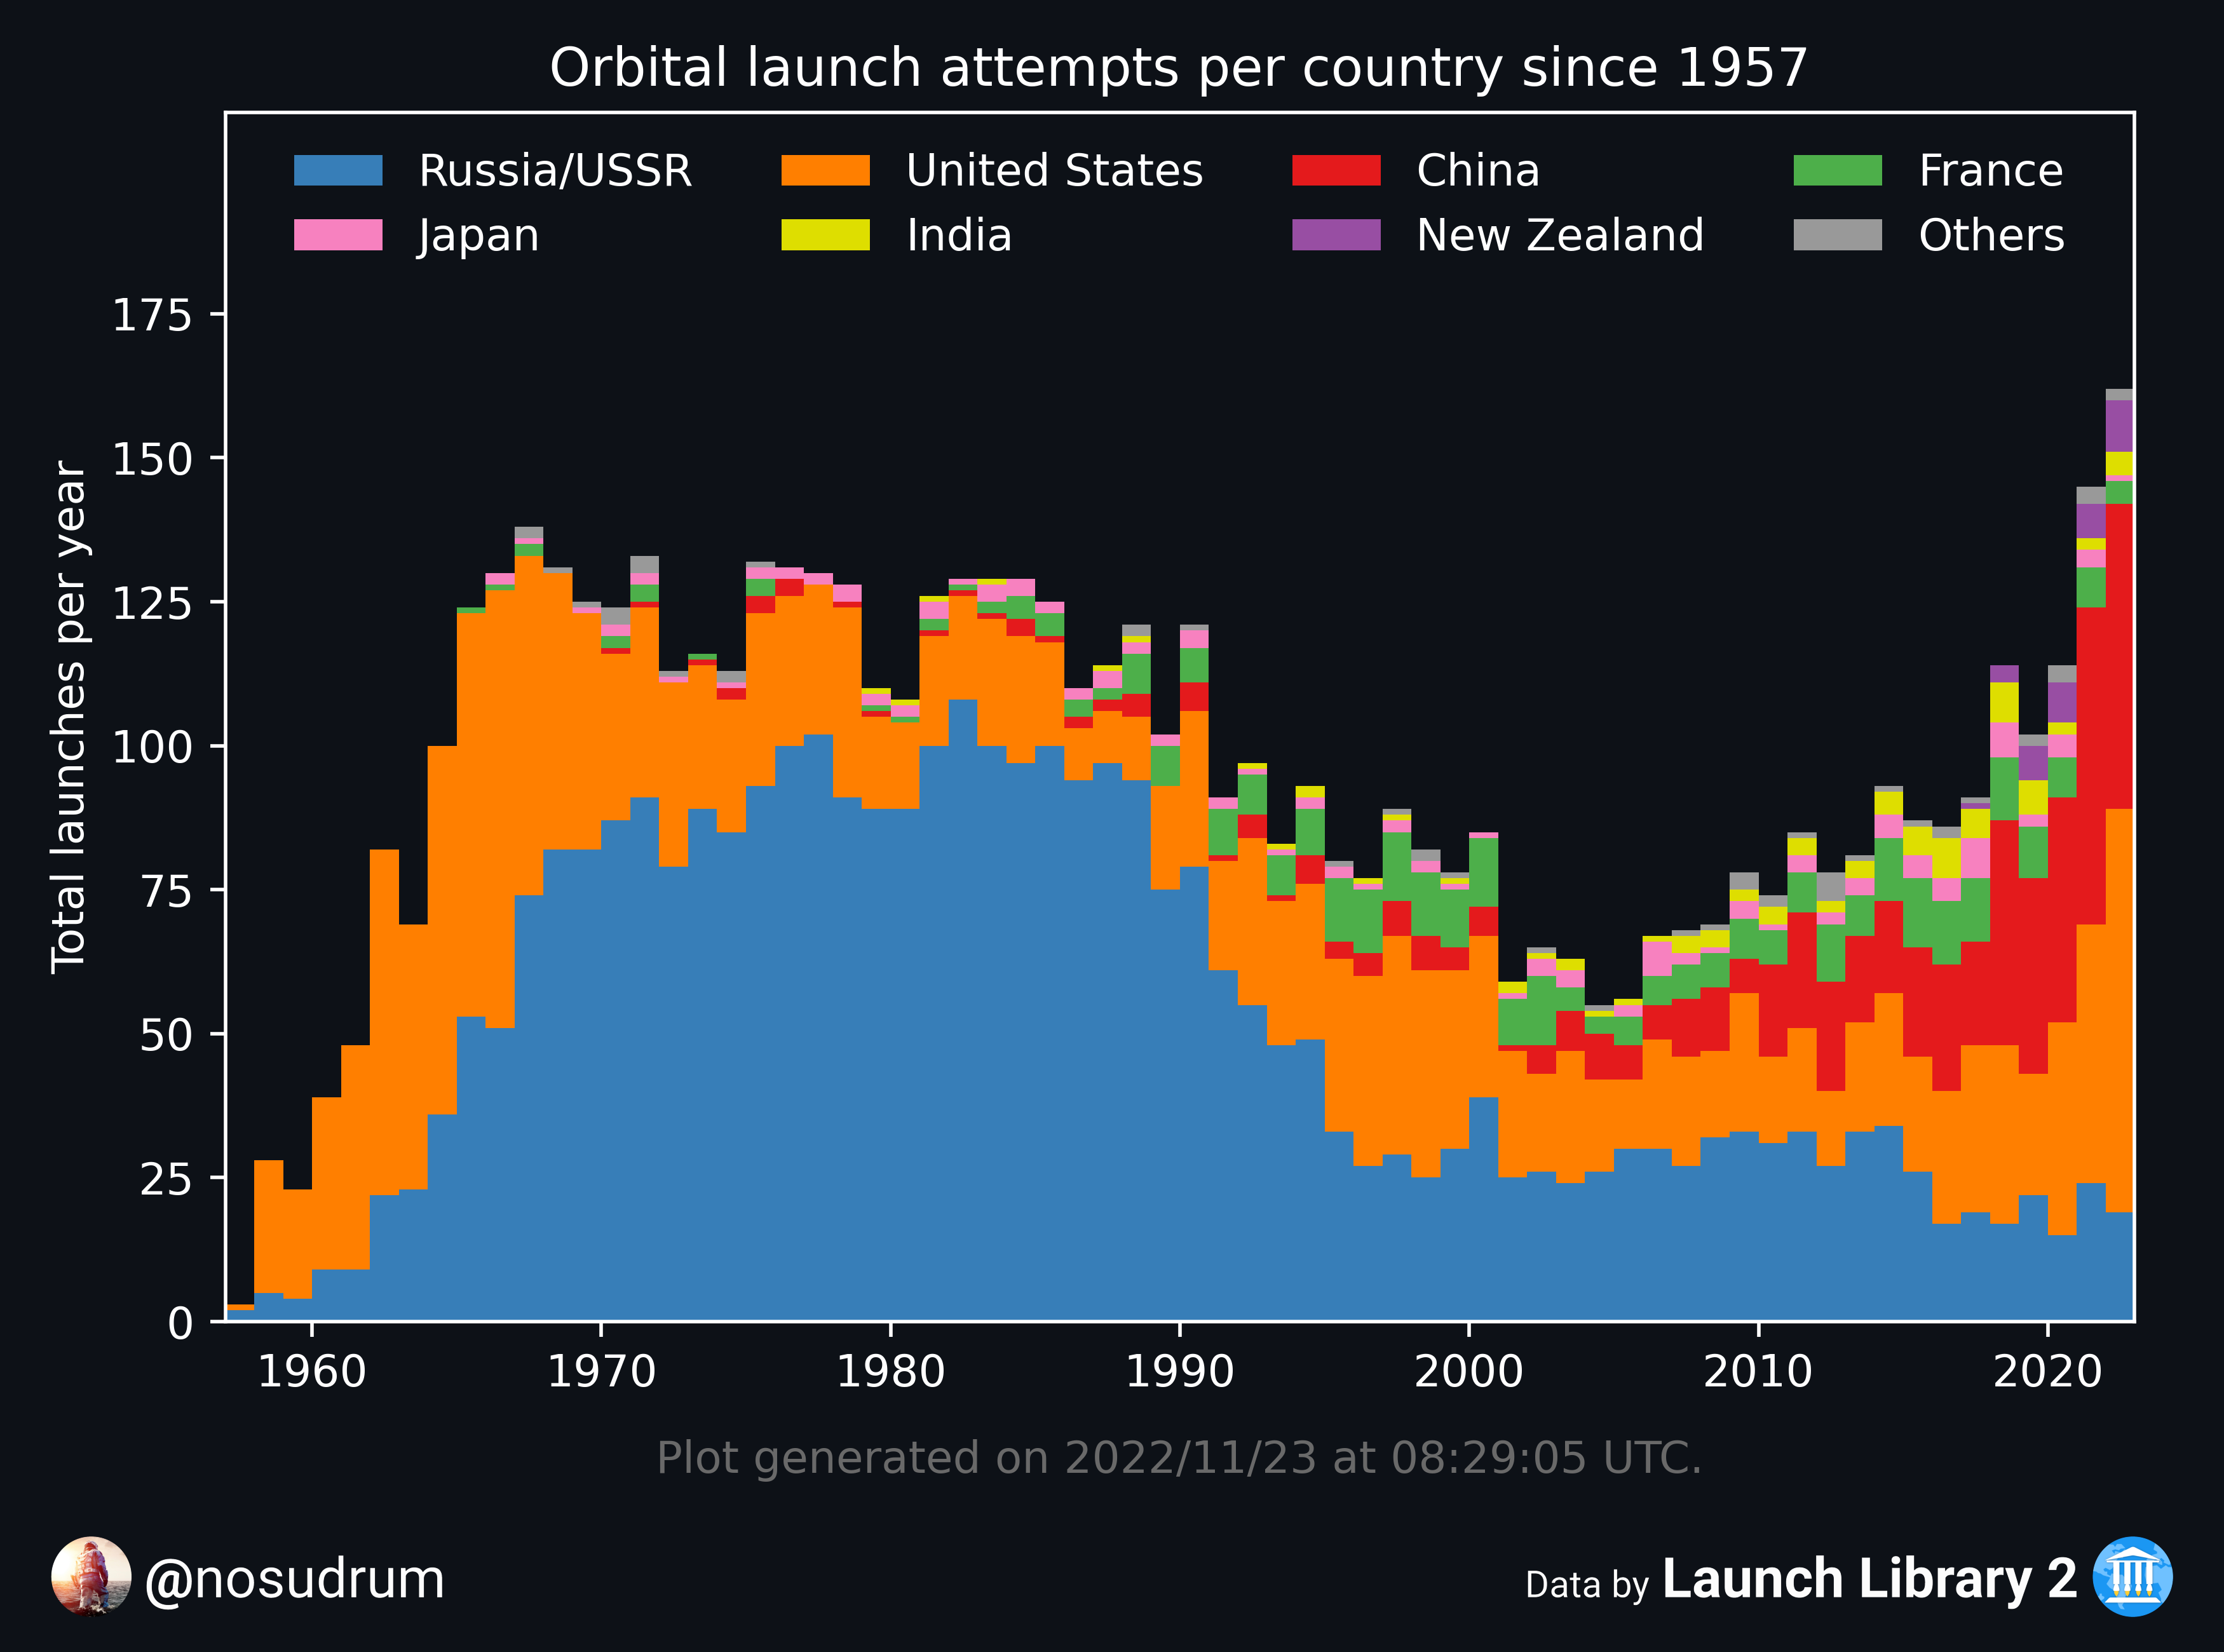 Orbital launch attempts per country since 1957
Russia/USSR United States China France
Japan India New Zealand Others
Total launches per year
175
150
125
100
75
50
25
0
1960 1970 1980 1990 2000 2010 2020
Plot generated on 2022/11/23 at 08:29:05 UTC.
@nosudrum
Data by Launch Library 2